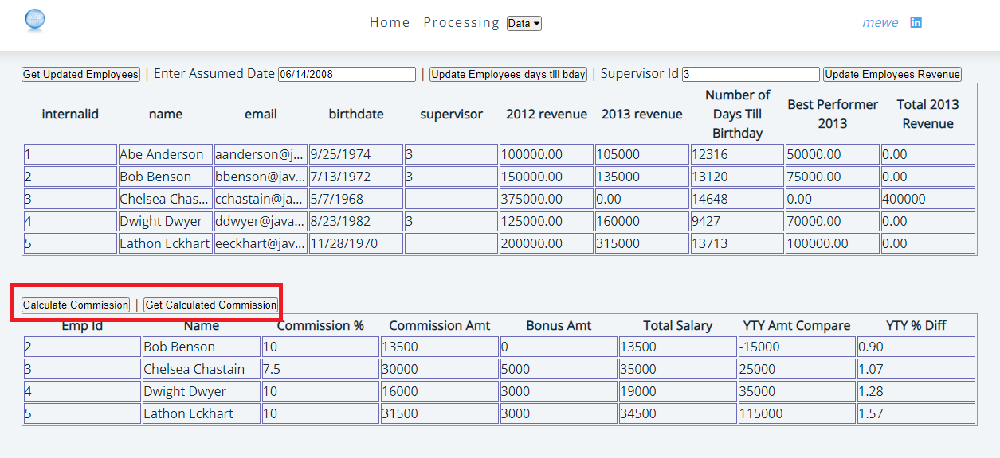 Home Processing Data mewe in
Get Updated Employees | Enter Assumed Date 06/14/2008 | Update Employees days till bday | Supervisor Id 3 Update Employees Revenue
internalid name email birthdate supervisor 2012 revenue 2013 revenue Number of Days Till Birthday Best Performer 2013 Total 2013 Revenue
1 Abe Anderson aanderson@j... 9/25/1974 3 100000.00 105000 12316 50000.00 0.00
2 Bob Benson bbenson@jav... 7/13/1972 3 150000.00 135000 13120 75000.00 0.00
3 Chelsea Chas... cchastain@ja... 5/7/1968 375000.00 0.00 14648 0.00 400000
4 Dwight Dwyer ddwyer@java... 8/23/1982 3 125000.00 160000 9427 70000.00 0.00
5 Eathon Eckhart eeckhart@jav... 11/28/1970 200000.00 315000 13713 100000.00 0.00
Calculate Commission | Get Calculated Commission
Emp Id Name Commission % Commission Amt Bonus Amt Total Salary YTY Amt Compare YTY % Diff
2 Bob Benson 10 13500 0 13500 -15000 0.90
3 Chelsea Chastain 7.5 30000 5000 35000 25000 1.07
4 Dwight Dwyer 10 16000 3000 19000 35000 1.28
5 Eathon Eckhart 10 31500 3000 34500 115000 1.57